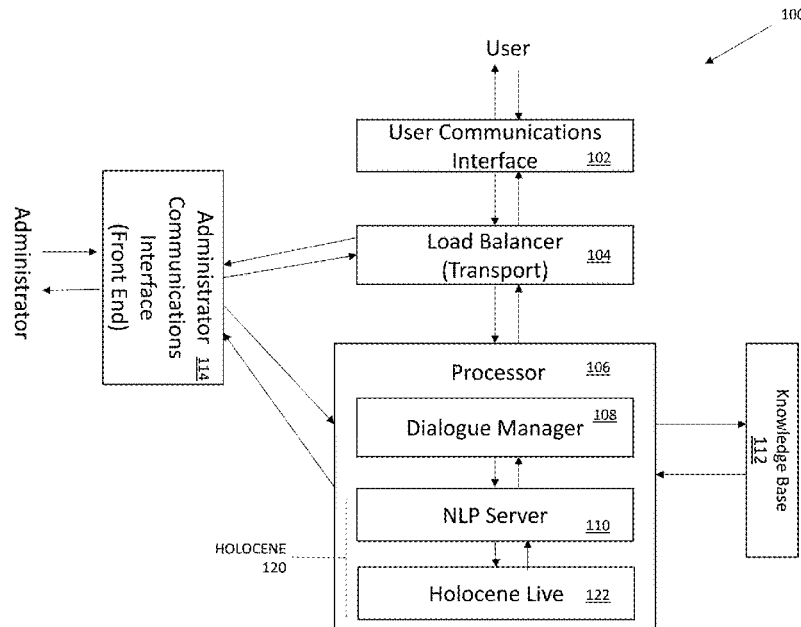 100
User
User Communications
Interface 102
Load Balancer
(Transport) 104
Administrator
Administrator
Communications
Interface
(Front End)
114
Processor 106
Dialogue Manager 108
NLP Server 110
Holocene Live 122
HOLOCENE
120
Knowledge Base
112